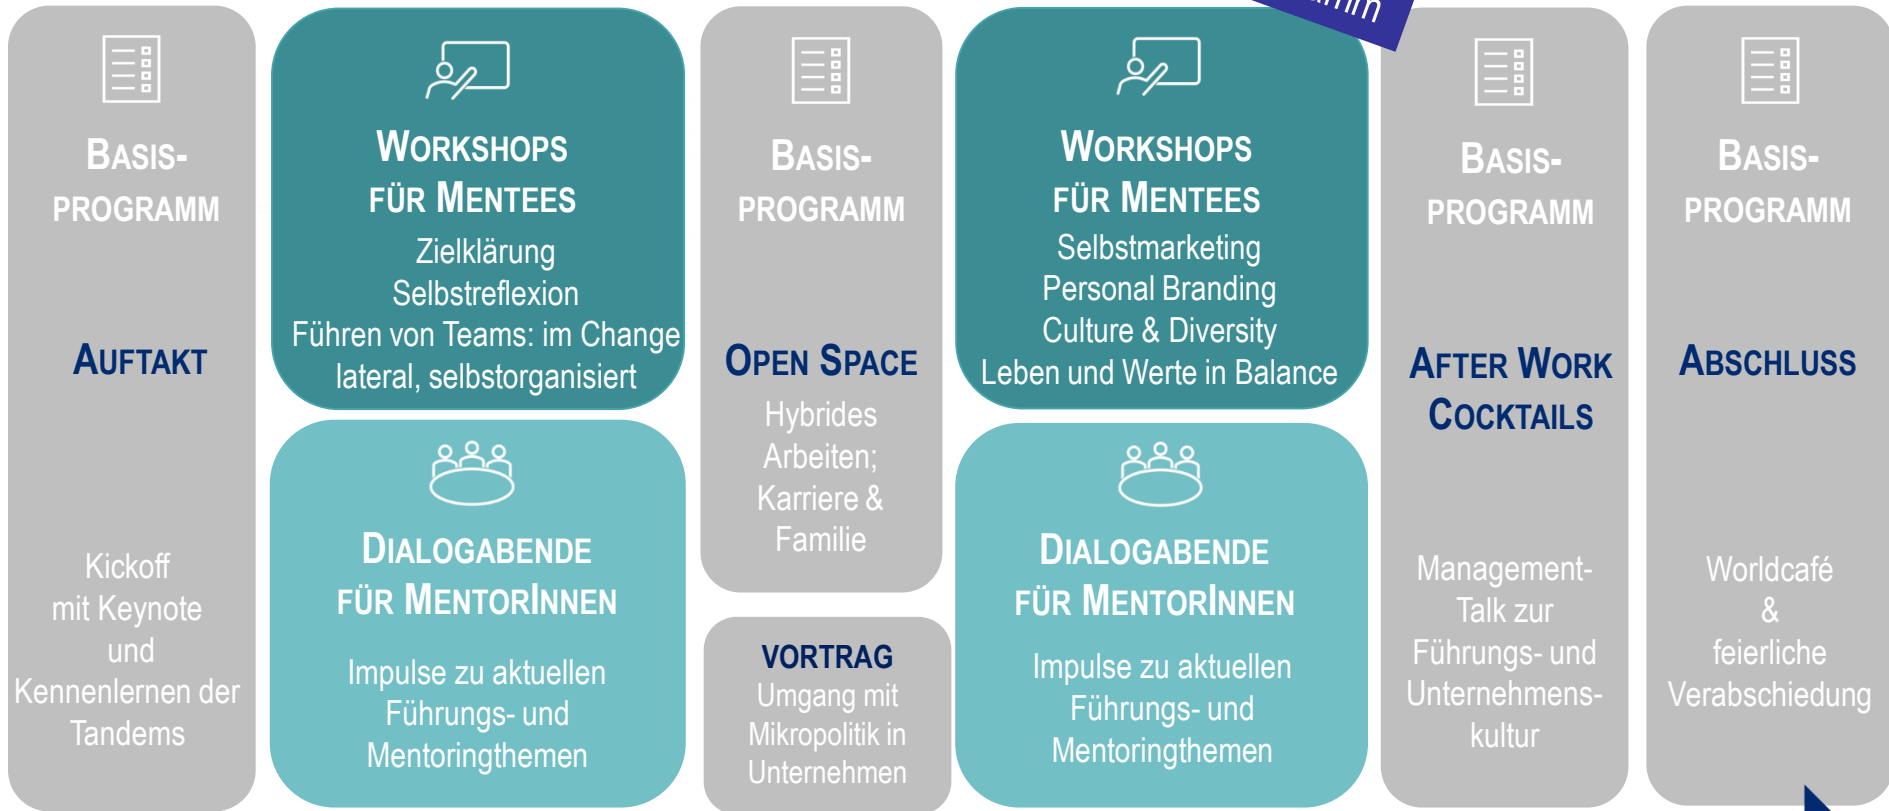 BASIS-
PROGRAMM
AUFTAKT
Kickoff
mit Keynote
und
Kennenlernen der
Tandems
WORKSHOPS
FÜR MENTEES
Zielklärung
Selbstreflexion
Führen von Teams: im Change
lateral, selbstorganisiert
DIALOGABENDE
FÜR MENTORINNEN
Impulse zu aktuellen
Führungs- und
Mentoringthemen
BASIS-
PROGRAMM
OPEN SPACE
Hybrides
Arbeiten;
Karriere &
Familie
VORTRAG
Umgang mit
Mikropolitik in
Unternehmen
WORKSHOPS
FÜR MENTEES
Selbstmarketing
Personal Branding
Culture & Diversity
Leben und Werte in Balance
DIALOGABENDE
FÜR MENTORINNEN
Impulse zu aktuellen
Führungs- und
Mentoringthemen
BASIS-
PROGRAMM
AFTER WORK
COCKTAILS
Management-
Talk zur
Führungs- und
Unternehmens-
kultur
BASIS-
PROGRAMM
ABSCHLUSS
Worldcafé
&
feierliche
Verabschiedung